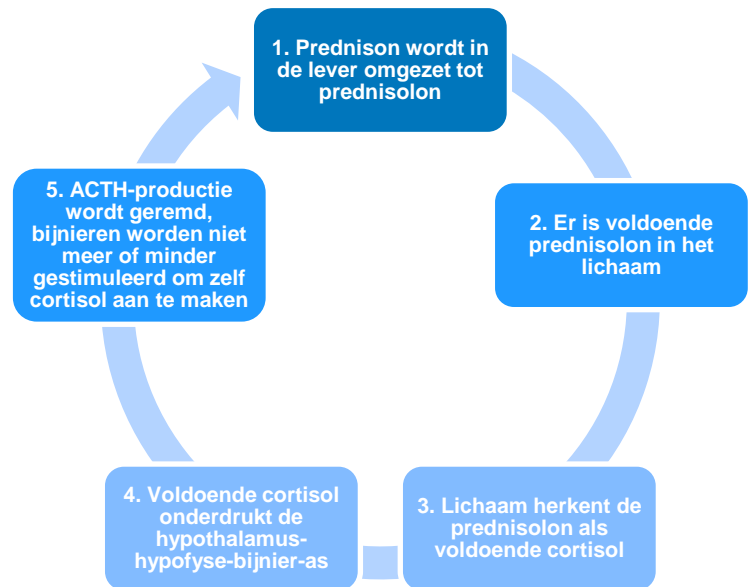 1. Prednison wordt in
de lever omgezet tot
prednisolon
2. Er is voldoende
prednisolon in het
lichaam
3. Lichaam herkent de
prednisolon als
voldoende cortisol
4. Voldoende cortisol
onderdrukt de
hypothalamus-
hypofyse-bijnier-as
5. ACTH-productie
wordt geremd,
bijnieren worden niet
meer of minder
gestimuleerd om zelf
cortisol aan te maken